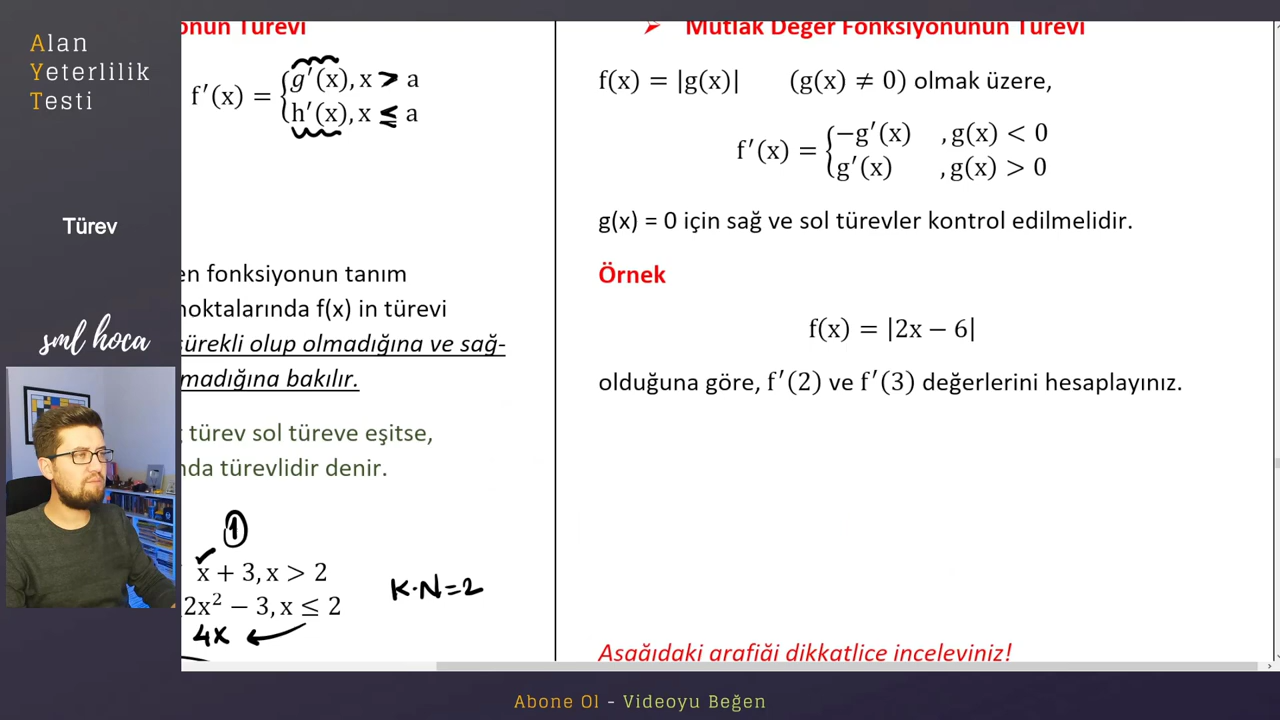 Alan
Yeterlilik
Testi
Türev
sml hoca
onun Türevi
f′(x) = { g′(x), x > a
h′(x), x ≤ a
en fonksiyonun tanım
noktalarında f(x) in türevi
sürekli olup olmadığına ve sağ-
madığına bakılır.
türev sol türeve eşitse,
nda türevlidir denir.
1
x + 3, x > 2
2x² − 3, x ≤ 2
4x
K.N=2
➤ Mutlak Değer Fonksiyonunun Türevi
f(x) = |g(x)| (g(x) ≠ 0) olmak üzere,
f′(x) = { −g′(x) , g(x) < 0
g′(x) , g(x) > 0
g(x) = 0 için sağ ve sol türevler kontrol edilmelidir.
Örnek
f(x) = |2x − 6|
olduğuna göre, f′(2) ve f′(3) değerlerini hesaplayınız.
Aşağıdaki grafiği dikkatlice inceleyiniz!
Abone Ol - Videoyu Beğen